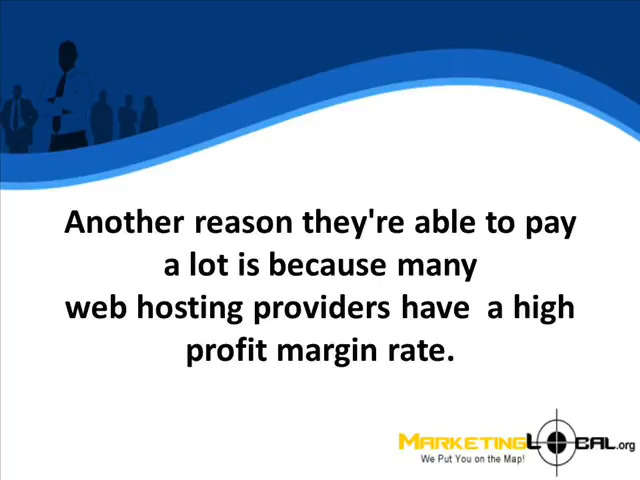 Another reason they're able to pay
a lot is because many
web hosting providers have  a high
profit margin rate.
MarketingLocal.org
We Put You on the Map!